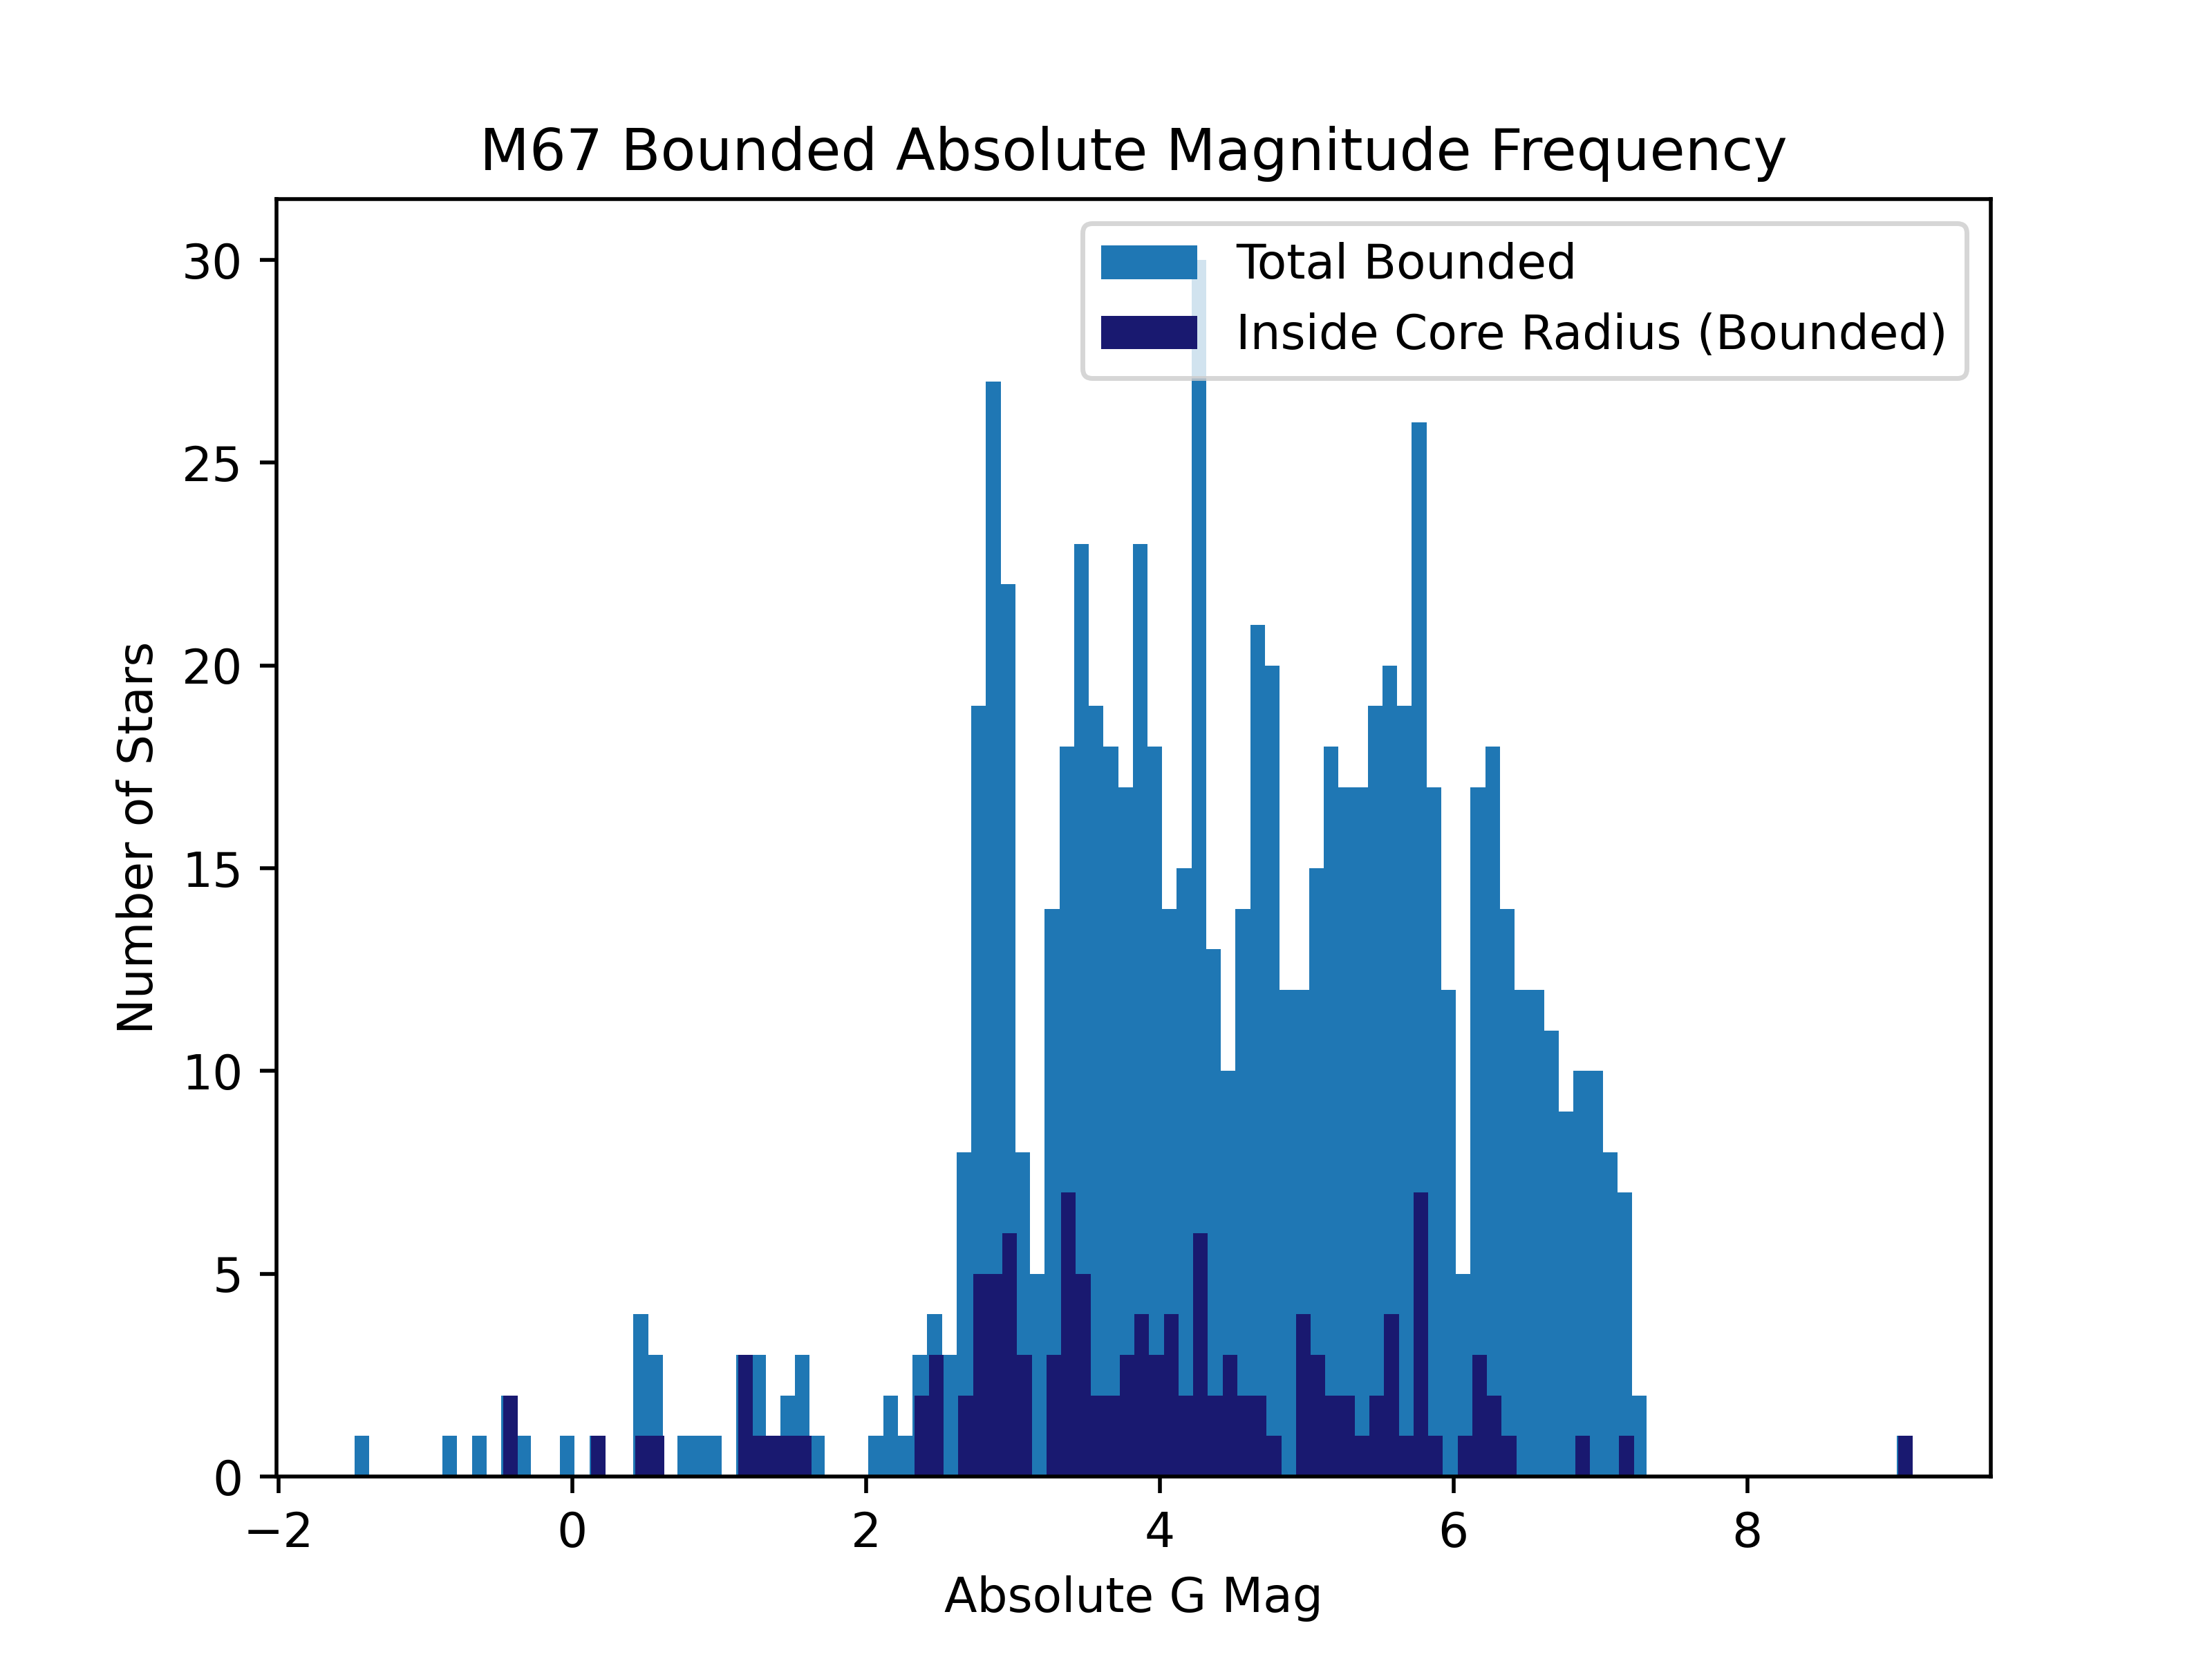 M67 Bounded Absolute Magnitude Frequency
Total Bounded
Inside Core Radius (Bounded)
30
25
20
15
10
5
0
Number of Stars
−2 0 2 4 6 8
Absolute G Mag